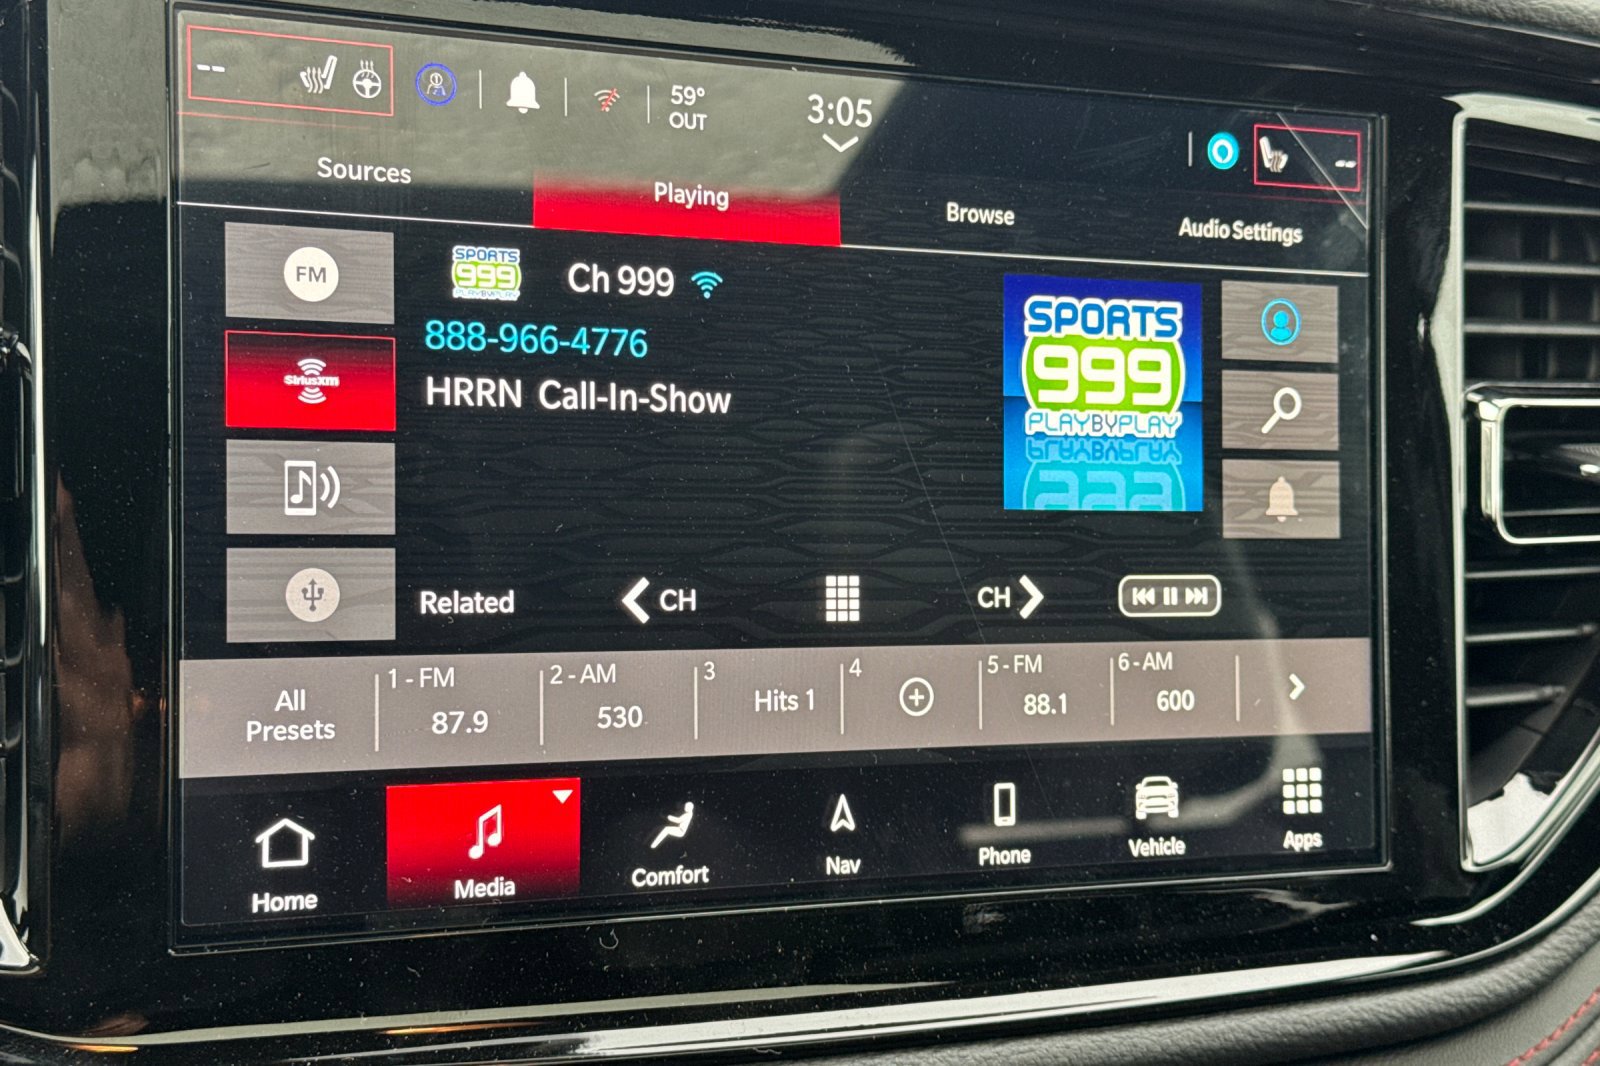 --
59°
OUT
3:05
--
Sources
Playing
Browse
Audio Settings
FM
SPORTS
999
PLAYBYPLAY
Ch 999
888-966-4776
HRRN Call-In-Show
SiriusXM
SPORTS
999
PLAYBYPLAY
Related
CH
CH
All
Presets
1 - FM
87.9
2 - AM
530
3
Hits 1
4
5 - FM
88.1
6 - AM
600
Home
Media
Comfort
Nav
Phone
Vehicle
Apps